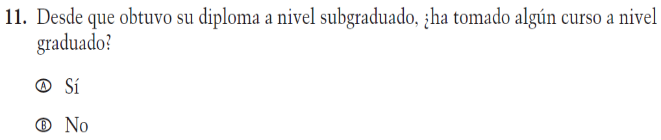 11. Desde que obtuvo su diploma a nivel subgraduado, ¿ha tomado algún curso a nivel
graduado?
Ⓐ Sí
Ⓑ No